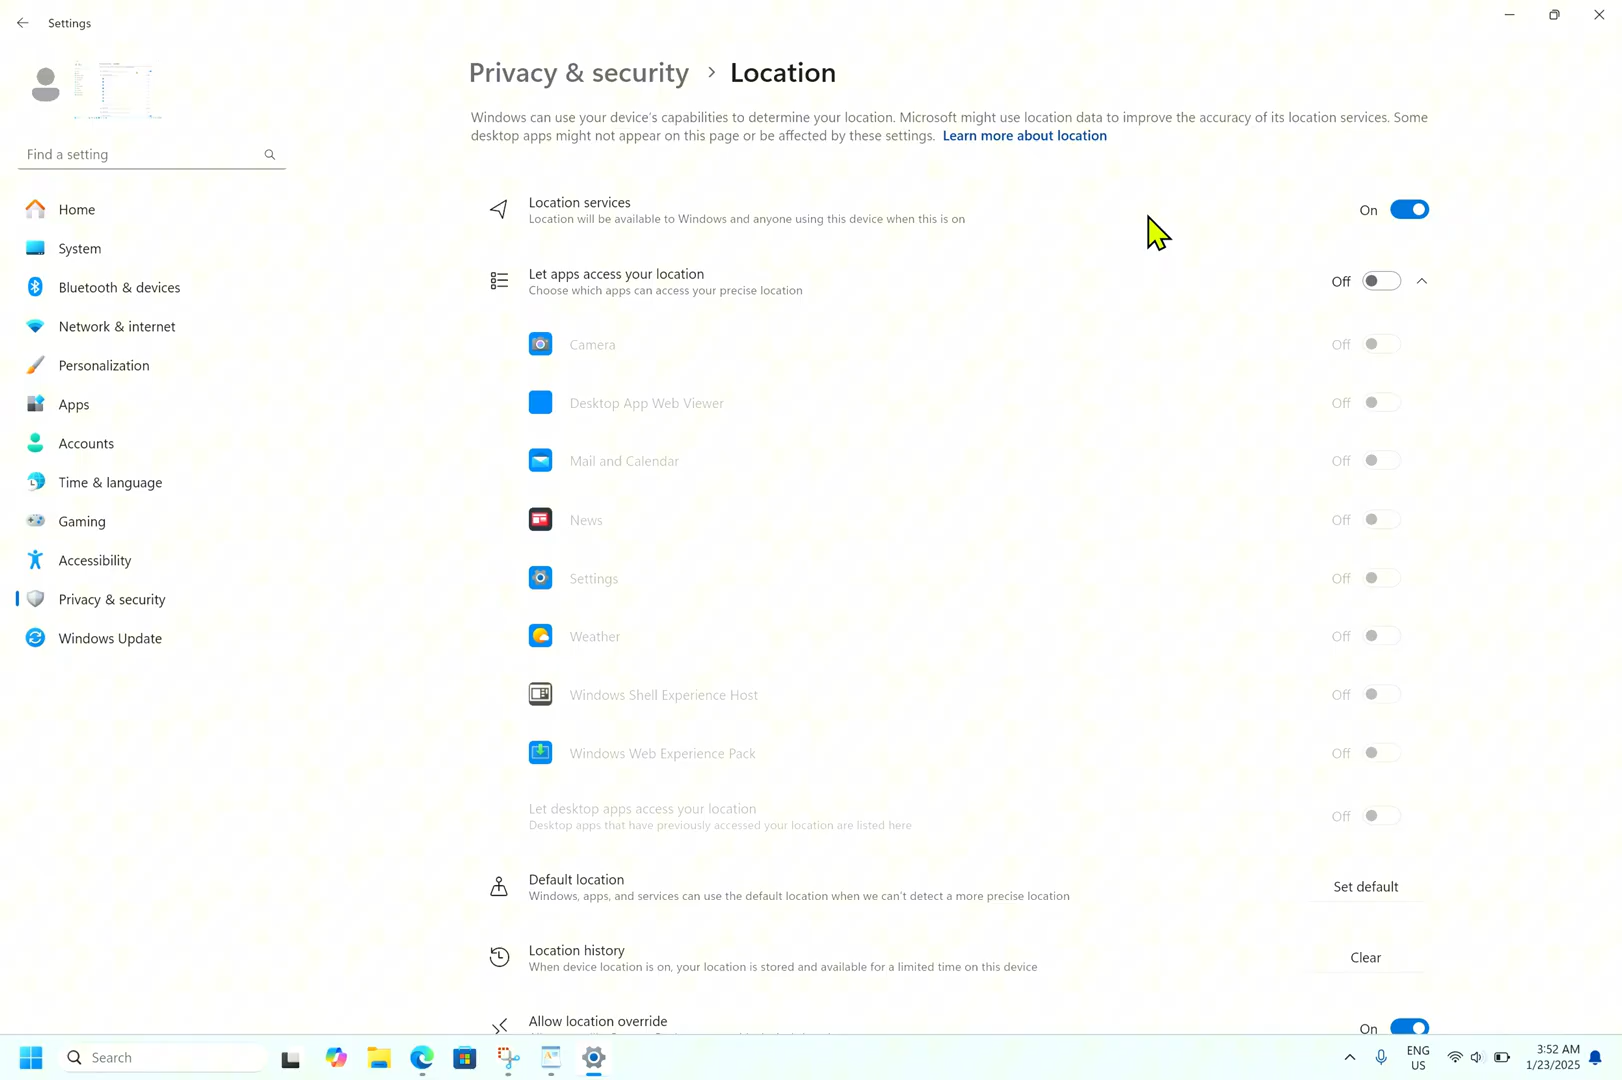 Settings
Find a setting
Home
System
Bluetooth & devices
Network & internet
Personalization
Apps
Accounts
Time & language
Gaming
Accessibility
Privacy & security
Windows Update
Privacy & security > Location
Windows can use your device's capabilities to determine your location. Microsoft might use location data to improve the accuracy of its location services. Some
desktop apps might not appear on this page or be affected by these settings. Learn more about location
Location services
Location will be available to Windows and anyone using this device when this is on
On
Let apps access your location
Choose which apps can access your precise location
Off
Camera
Off
Desktop App Web Viewer
Off
Mail and Calendar
Off
News
Off
Settings
Off
Weather
Off
Windows Shell Experience Host
Off
Windows Web Experience Pack
Off
Let desktop apps access your location
Desktop apps that have previously accessed your location are listed here
Off
Default location
Windows, apps, and services can use the default location when we can't detect a more precise location
Set default
Location history
When device location is on, your location is stored and available for a limited time on this device
Clear
Allow location override
On
Search
ENG
US
3:52 AM
1/23/2025